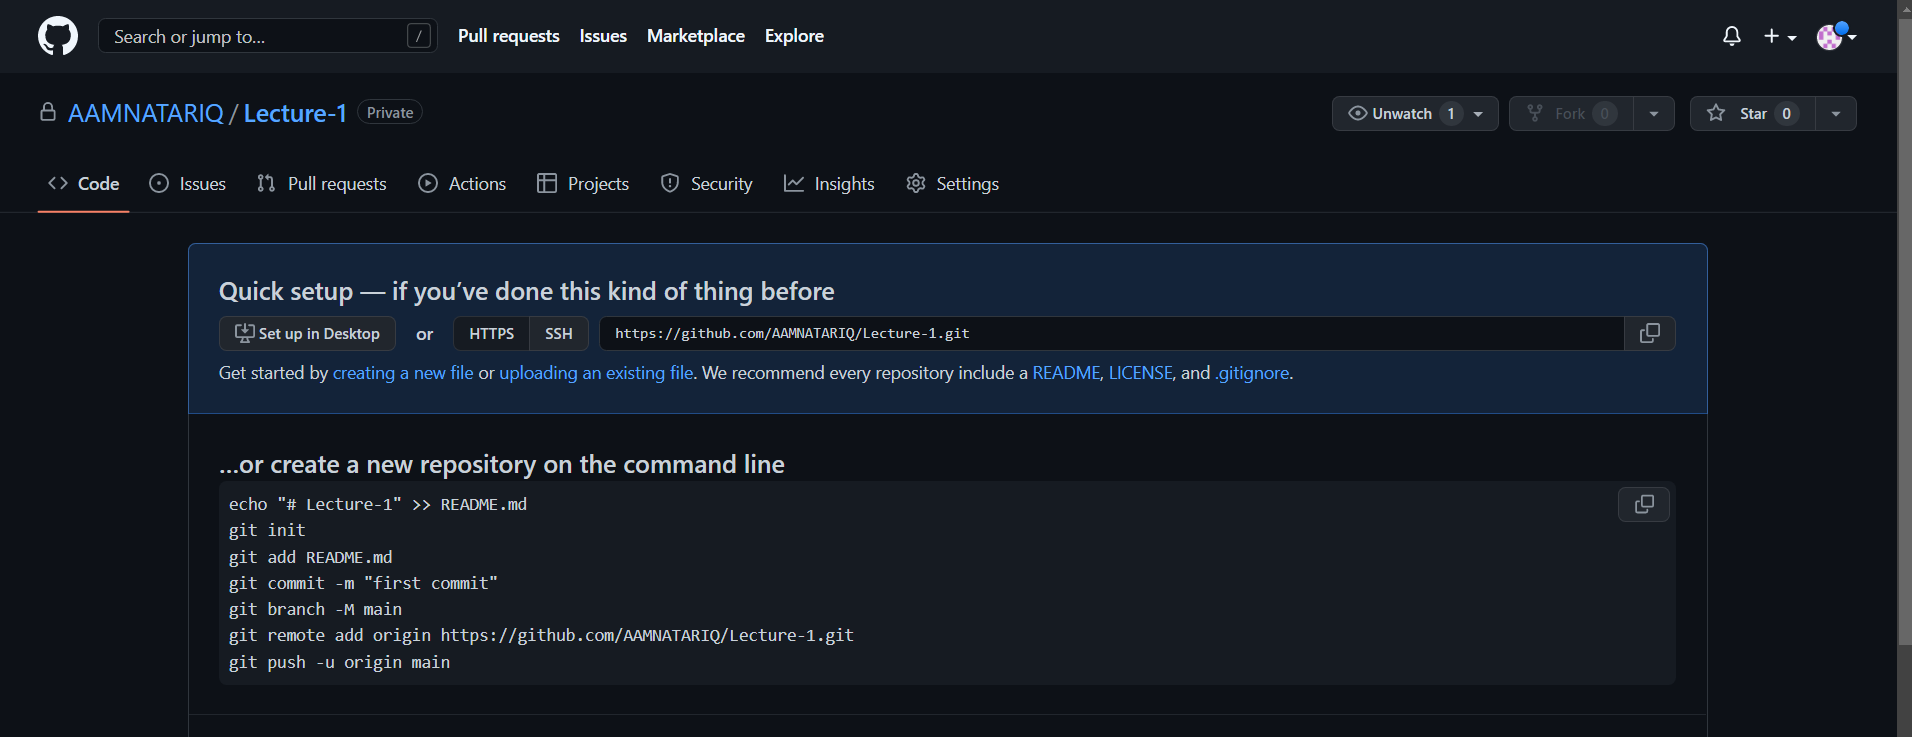 Search or jump to... /
Pull requests Issues Marketplace Explore
AAMNATARIQ / Lecture-1 Private
Unwatch 1 Fork 0 Star 0
Code Issues Pull requests Actions Projects Security Insights Settings
Quick setup — if you’ve done this kind of thing before
Set up in Desktop or HTTPS SSH https://github.com/AAMNATARIQ/Lecture-1.git
Get started by creating a new file or uploading an existing file. We recommend every repository include a README, LICENSE, and .gitignore.
…or create a new repository on the command line
echo "# Lecture-1" >> README.md
git init
git add README.md
git commit -m "first commit"
git branch -M main
git remote add origin https://github.com/AAMNATARIQ/Lecture-1.git
git push -u origin main